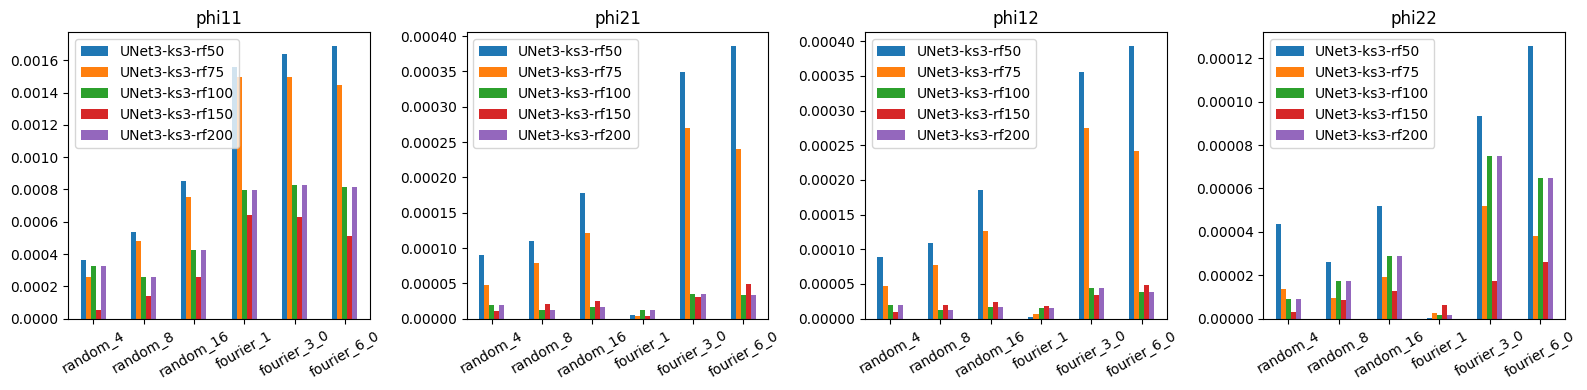 phi11
0.0016
0.0014
0.0012
0.0010
0.0008
0.0006
0.0004
0.0002
0.0000
UNet3-ks3-rf50
UNet3-ks3-rf75
UNet3-ks3-rf100
UNet3-ks3-rf150
UNet3-ks3-rf200
random_4
random_8
random_16
fourier_1
fourier_3_0
fourier_6_0
phi21
0.00040
0.00035
0.00030
0.00025
0.00020
0.00015
0.00010
0.00005
0.00000
UNet3-ks3-rf50
UNet3-ks3-rf75
UNet3-ks3-rf100
UNet3-ks3-rf150
UNet3-ks3-rf200
random_4
random_8
random_16
fourier_1
fourier_3_0
fourier_6_0
phi12
0.00040
0.00035
0.00030
0.00025
0.00020
0.00015
0.00010
0.00005
0.00000
UNet3-ks3-rf50
UNet3-ks3-rf75
UNet3-ks3-rf100
UNet3-ks3-rf150
UNet3-ks3-rf200
random_4
random_8
random_16
fourier_1
fourier_3_0
fourier_6_0
phi22
0.00012
0.00010
0.00008
0.00006
0.00004
0.00002
0.00000
UNet3-ks3-rf50
UNet3-ks3-rf75
UNet3-ks3-rf100
UNet3-ks3-rf150
UNet3-ks3-rf200
random_4
random_8
random_16
fourier_1
fourier_3_0
fourier_6_0